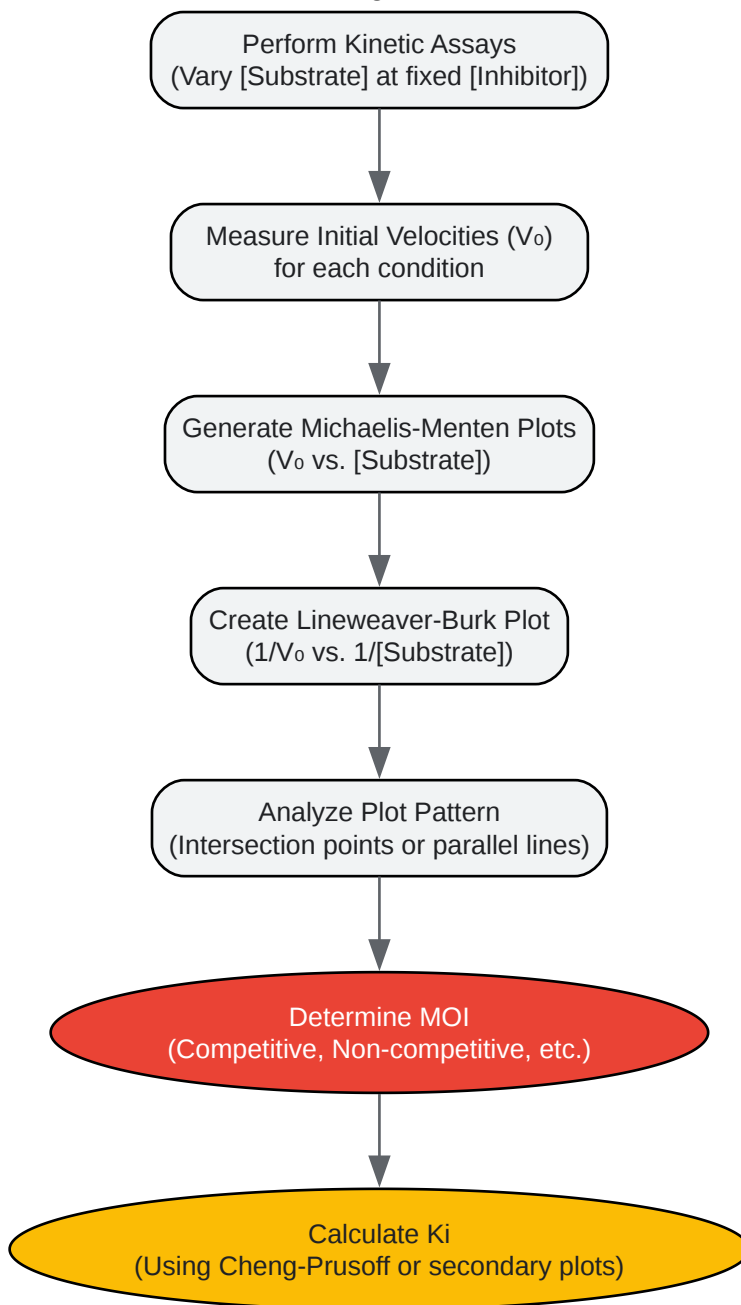 Perform Kinetic Assays
(Vary [Substrate] at fixed [Inhibitor])
Measure Initial Velocities (V₀)
for each condition
Generate Michaelis-Menten Plots
(V₀ vs. [Substrate])
Create Lineweaver-Burk Plot
(1/V₀ vs. 1/[Substrate])
Analyze Plot Pattern
(Intersection points or parallel lines)
Determine MOI
(Competitive, Non-competitive, etc.)
Calculate Ki
(Using Cheng-Prusoff or secondary plots)